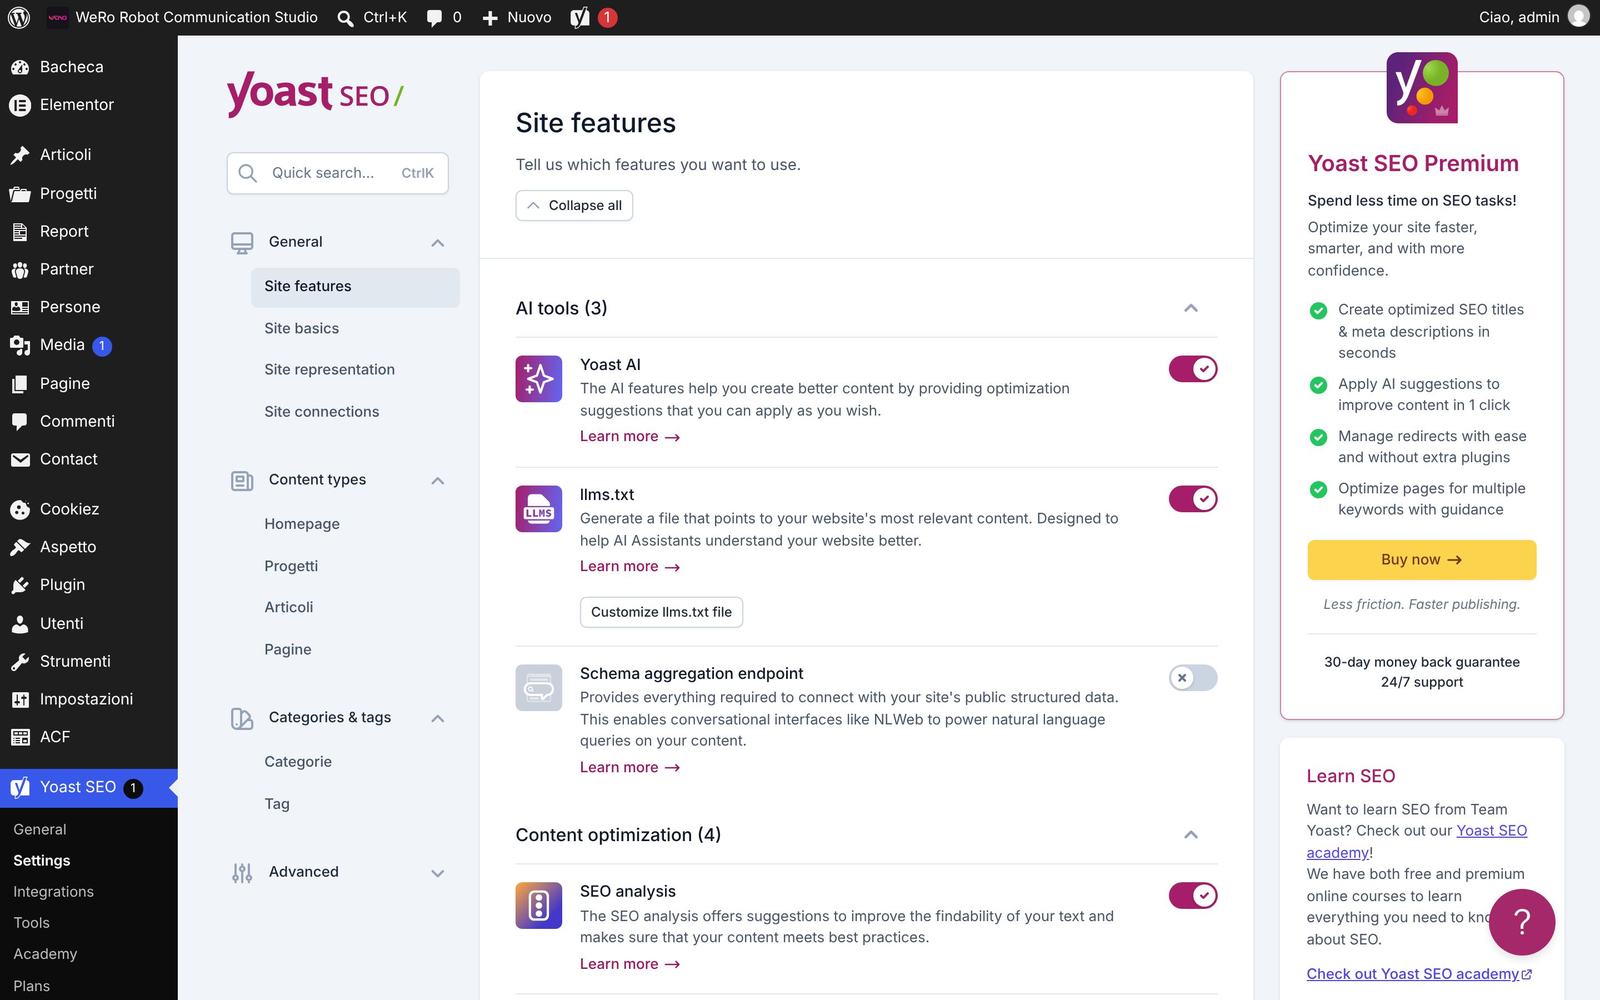 WeRo Robot Communication Studio
Ctrl+K
0
Nuovo
1
Ciao, admin
Bacheca
Elementor
Articoli
Progetti
Report
Partner
Persone
Media 1
Pagine
Commenti
Contact
Cookiez
Aspetto
Plugin
Utenti
Strumenti
Impostazioni
ACF
Yoast SEO 1
General
Settings
Integrations
Tools
Academy
Plans
yoast SEO/
Quick search... CtrlK
General
Site features
Site basics
Site representation
Site connections
Content types
Homepage
Progetti
Articoli
Pagine
Categories & tags
Categorie
Tag
Advanced
Site features
Tell us which features you want to use.
Collapse all
AI tools (3)
Yoast AI
The AI features help you create better content by providing optimization
suggestions that you can apply as you wish.
Learn more →
LLMS
llms.txt
Generate a file that points to your website's most relevant content. Designed to
help AI Assistants understand your website better.
Learn more →
Customize llms.txt file
Schema aggregation endpoint
Provides everything required to connect with your site's public structured data.
This enables conversational interfaces like NLWeb to power natural language
queries on your content.
Learn more →
Content optimization (4)
SEO analysis
The SEO analysis offers suggestions to improve the findability of your text and
makes sure that your content meets best practices.
Learn more →
y
Yoast SEO Premium
Spend less time on SEO tasks!
Optimize your site faster,
smarter, and with more
confidence.
Create optimized SEO titles
& meta descriptions in
seconds
Apply AI suggestions to
improve content in 1 click
Manage redirects with ease
and without extra plugins
Optimize pages for multiple
keywords with guidance
Buy now →
Less friction. Faster publishing.
30-day money back guarantee
24/7 support
Learn SEO
Want to learn SEO from Team
Yoast? Check out our Yoast SEO
academy!
We have both free and premium
online courses to learn
everything you need to
about SEO.
Check out Yoast SEO academy
?